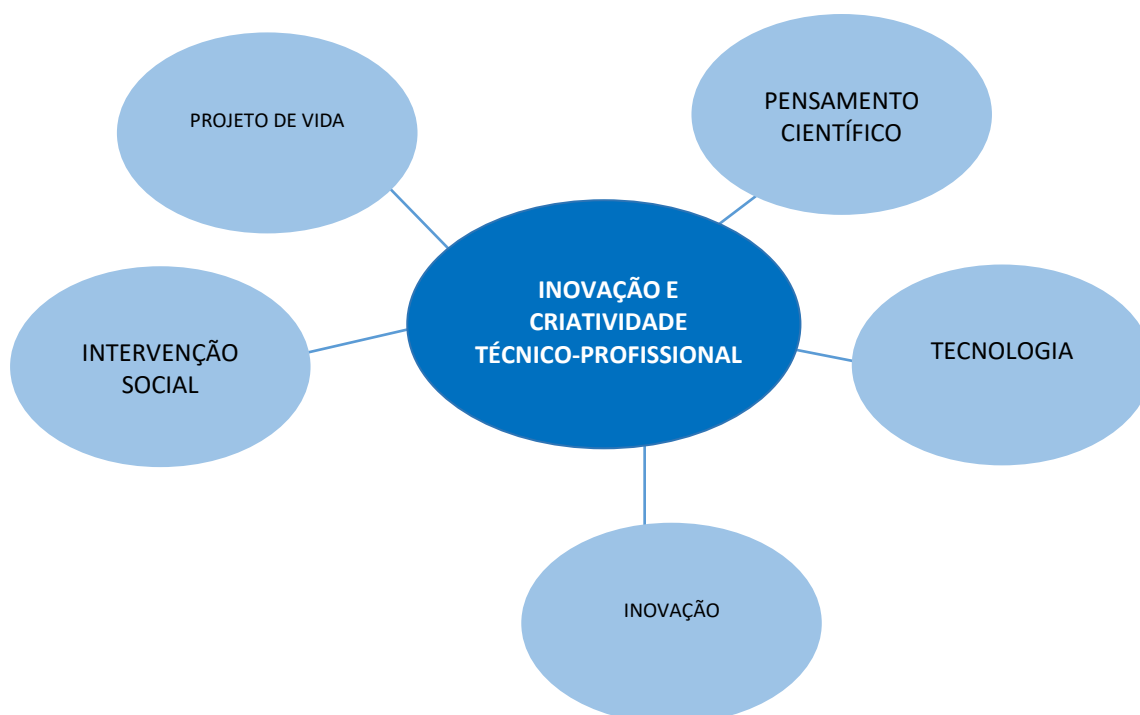 PROJETO DE VIDA
PENSAMENTO
CIENTÍFICO
INOVAÇÃO E
CRIATIVIDADE
TÉCNICO-PROFISSIONAL
INTERVENÇÃO
SOCIAL
TECNOLOGIA
INOVAÇÃO